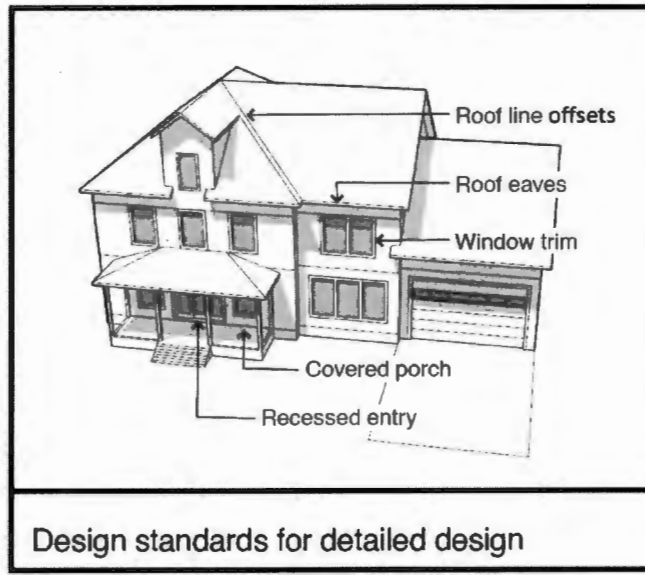 Roof line offsets
Roof eaves
Window trim
Covered porch
Recessed entry
Design standards for detailed design